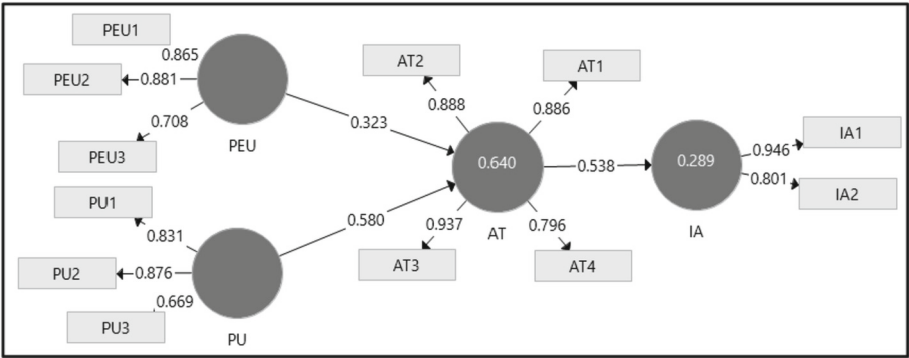 PEU1
0.865
PEU2
0.881
0.708
PEU3
PEU
0.323
PU1
0.831
PU2
0.876
0.669
PU3
PU
0.580
AT2
AT1
0.888
0.886
0.640
AT
0.937
0.796
AT3
AT4
0.538
0.289
IA
IA1
0.946
0.801
IA2